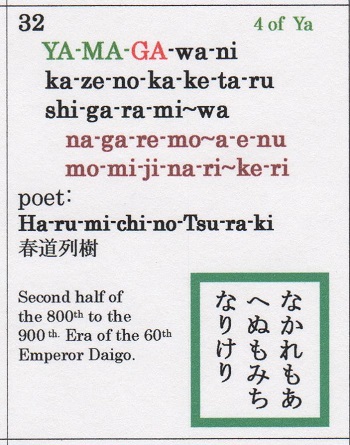 32
4 of Ya
YA-MA-GA-wa-ni
ka-ze-no-ka-ke-ta-ru
shi-ga-ra-mi~wa
na-ga-re-mo~a-e-nu
mo-mi-ji-na-ri~ke-ri
poet:
Ha-ru-mi-chi-no-Tsu-ra-ki
春道列樹
Second half of
the 800th to the
900th. Era of the 60th
Emperor Daigo.
なかれもあ
へぬもみち
なりけり